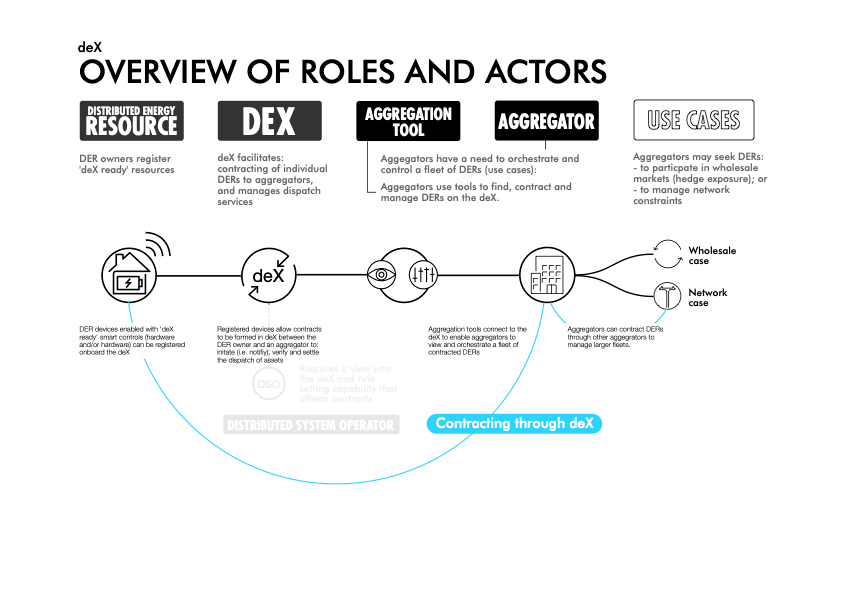 deX
OVERVIEW OF ROLES AND ACTORS
DISTRIBUTED ENERGY
RESOURCE
DER owners register
'deX ready' resources
DEX
deX facilitates:
contracting of individual
DERs to aggregators,
and manages dispatch
services
AGGREGATION
TOOL
AGGREGATOR
Aggegators have a need to orchestrate and
control a fleet of DERs (use cases):
Aggegators use tools to find, contract and
manage DERs on the deX.
USE CASES
Aggregators may seek DERs:
- to particpate in wholesale
markets (hedge exposure); or
- to manage network
constraints
deX
Wholesale
case
Network
case
DER devices enabled with 'deX
ready' smart controls (hardware
and/or hardware) can be registered
onboard the deX
Registered devices allow contracts
to be formed in deX between the
DER owner and an aggregator to:
initate (i.e. notifiy), verify and settle
the dispatch of assets
Aggregation tools connect to the
deX to enable aggregators to
view and orchestrate a fleet of
contracted DERs
Aggregators can contract DERs
through other aggegrators to
manage larger fleets.
DSO
Requires a view into
the deX and rule
setting capability that
affects contracts
DISTRIBUTED SYSTEM OPERATOR
Contracting through deX